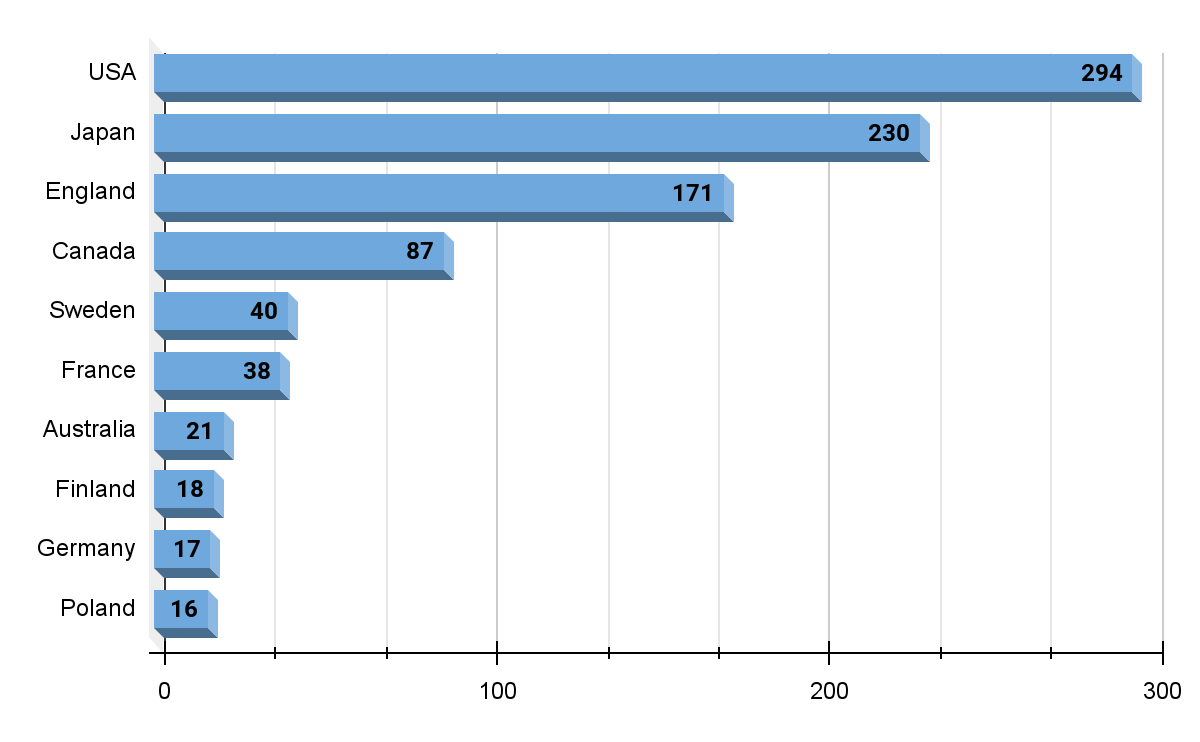 USA 294
Japan 230
England 171
Canada 87
Sweden 40
France 38
Australia 21
Finland 18
Germany 17
Poland 16
0 100 200 300